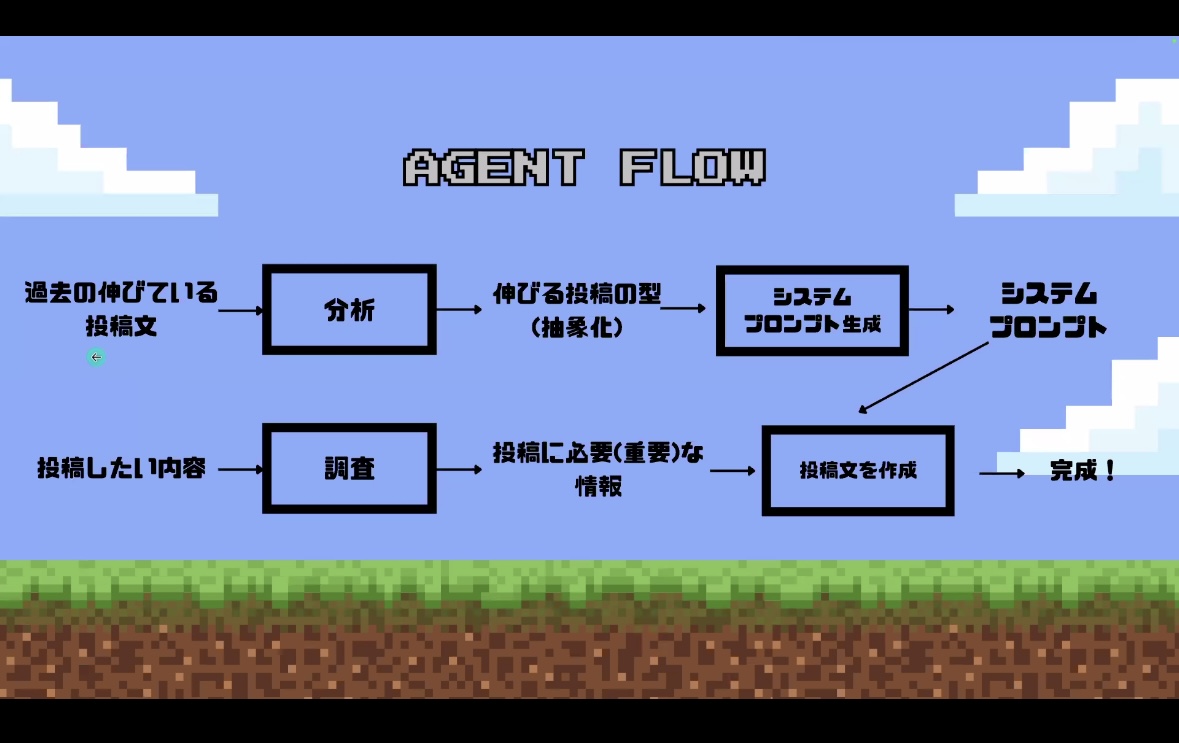 AGENT FLOW
過去の伸びている
投稿文
分析
伸びる投稿の型
(抽象化)
システム
プロンプト生成
システム
プロンプト
投稿したい内容
調査
投稿に必要(重要)な
情報
投稿文を作成
完成！